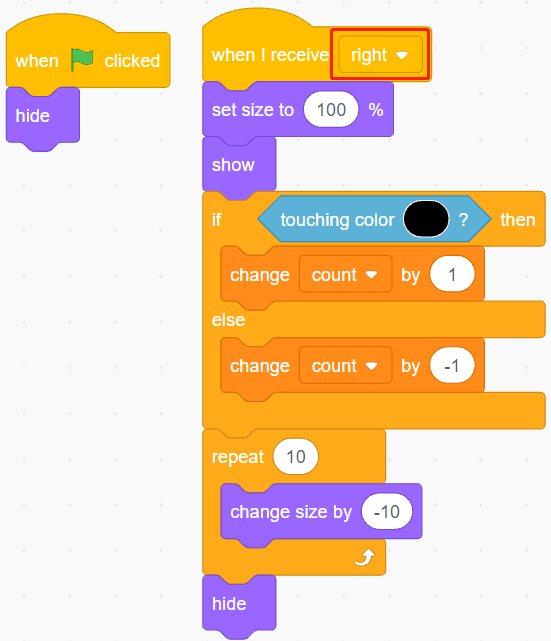 when clicked
hide
when I receive right
set size to 100 %
show
if touching color ? then
change count by 1
else
change count by -1
repeat 10
change size by -10
hide